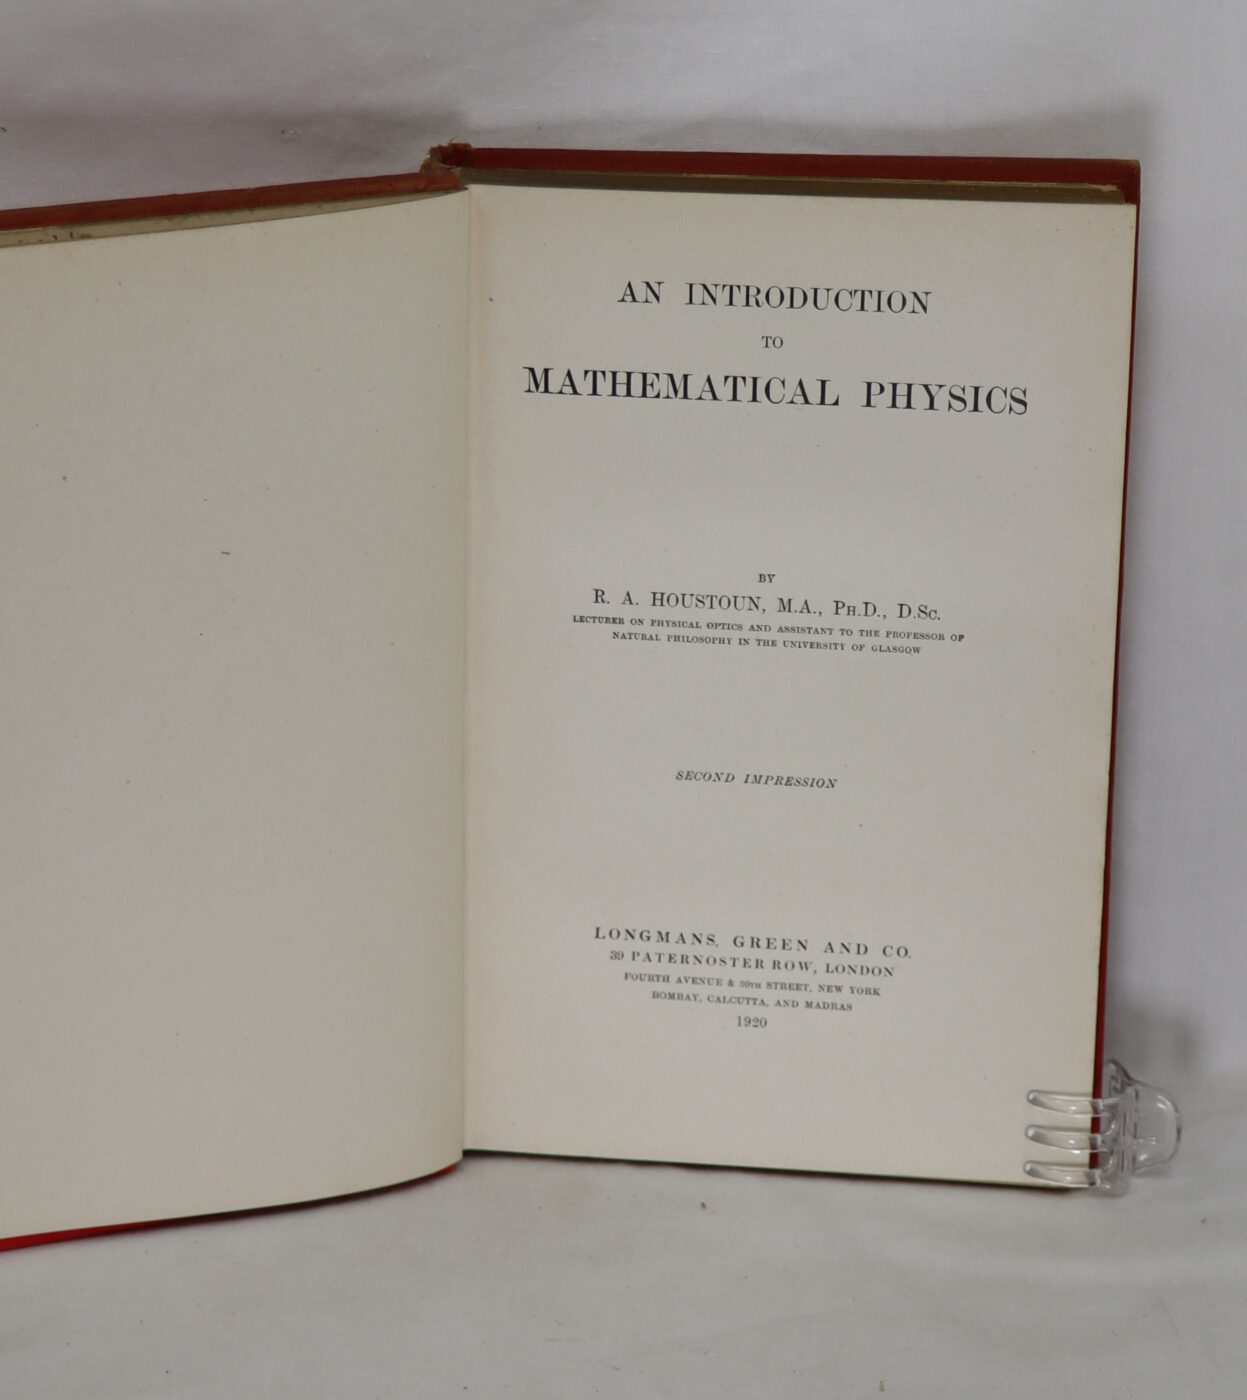 AN INTRODUCTION
TO
MATHEMATICAL PHYSICS
BY
R. A. HOUSTOUN, M.A., PH.D., D.SC.
LECTURER ON PHYSICAL OPTICS AND ASSISTANT TO THE PROFESSOR OF
NATURAL PHILOSOPHY IN THE UNIVERSITY OF GLASGOW
SECOND IMPRESSION
LONGMANS, GREEN AND CO.
39 PATERNOSTER ROW, LONDON
FOURTH AVENUE & 30TH STREET, NEW YORK
BOMBAY, CALCUTTA, AND MADRAS
1920